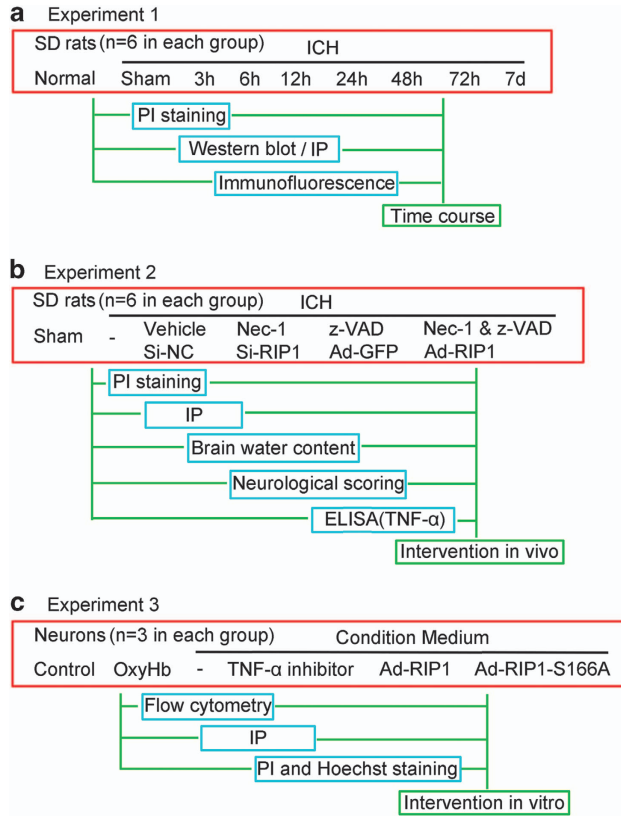 a Experiment 1
SD rats (n=6 in each group) ICH
Normal Sham 3h 6h 12h 24h 48h 72h 7d
PI staining
Western blot / IP
Immunofluorescence
Time course
b Experiment 2
SD rats (n=6 in each group) ICH
Sham - Vehicle Nec-1 z-VAD Nec-1 & z-VAD
Si-NC Si-RIP1 Ad-GFP Ad-RIP1
PI staining
IP
Brain water content
Neurological scoring
ELISA(TNF-α)
Intervention in vivo
c Experiment 3
Neurons (n=3 in each group) Condition Medium
Control OxyHb - TNF-α inhibitor Ad-RIP1 Ad-RIP1-S166A
Flow cytometry
IP
PI and Hoechst staining
Intervention in vitro